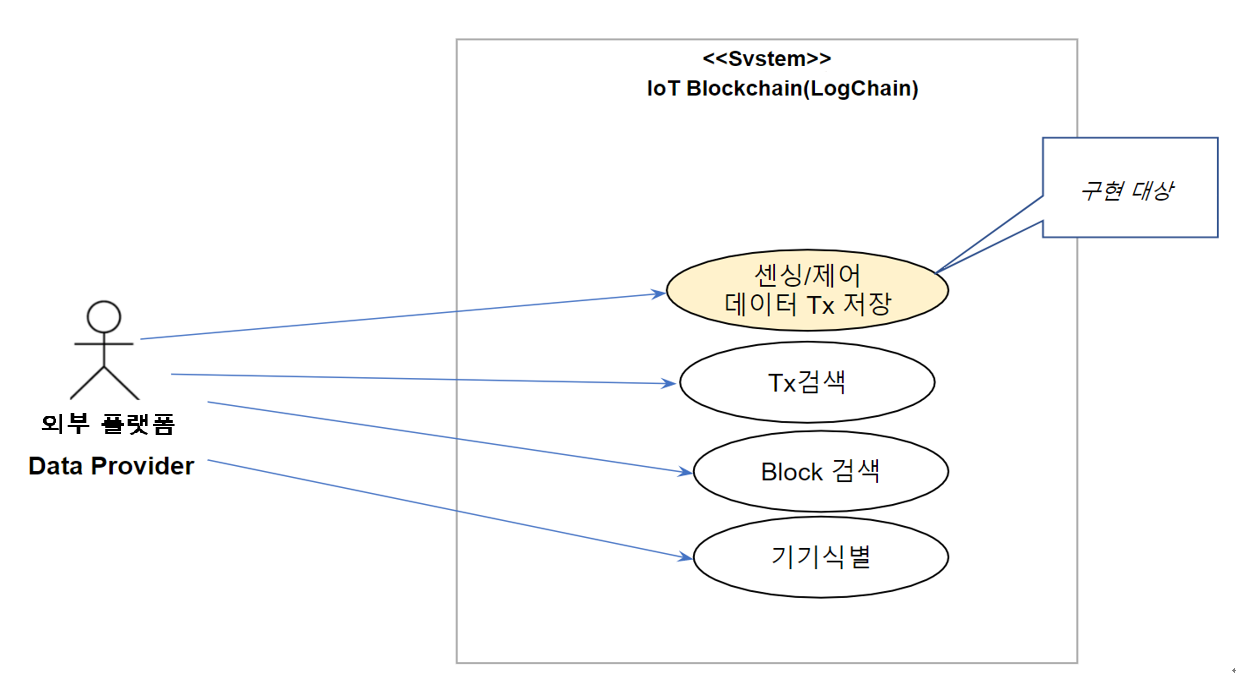 <<Svstem>>
IoT Blockchain(LogChain)
구현 대상
센싱/제어
데이터 Tx 저장
Tx검색
외부 플랫폼
Data Provider
Block 검색
기기식별